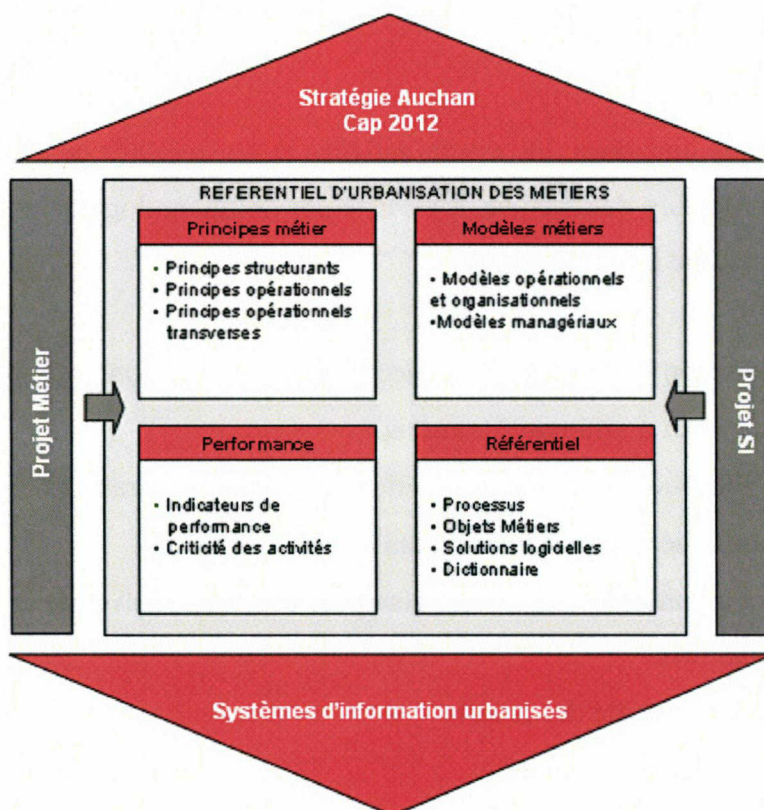 Stratégie Auchan
Cap 2012
REFERENTIEL D'URBANISATION DES METIERS
Projet Métier
Principes métier
• Principes structurants
• Principes opérationnels
• Principes opérationnels
transverses
Modèles métiers
• Modèles opérationnels
et organisationnels
•Modèles managériaux
Performance
• Indicateurs de
performance
• Criticité des activités
Référentiel
• Processus
• Objets Métiers
• Solutions logicielles
• Dictionnaire
Projet SI
Systèmes d'information urbanisés